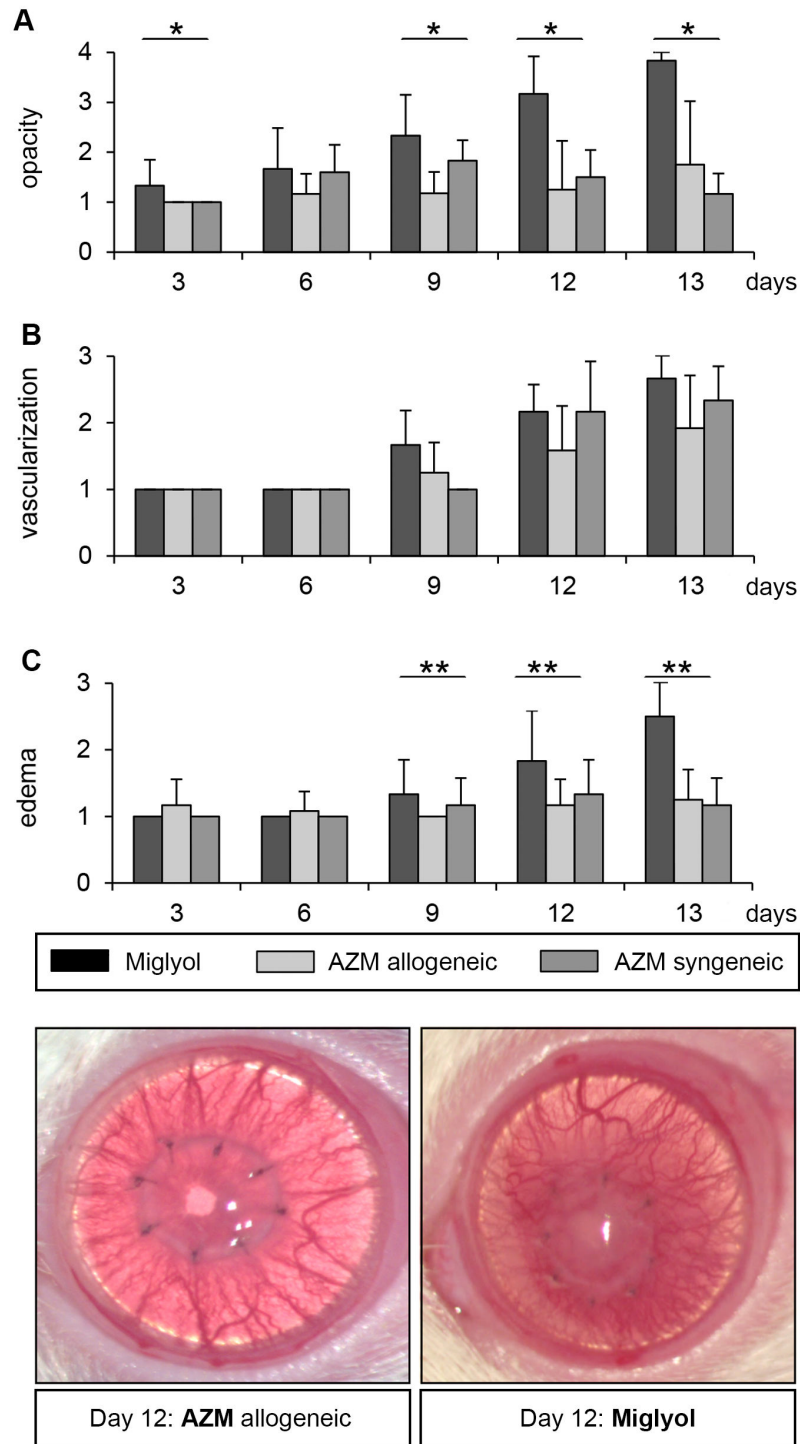 A
* * * *
opacity
4
3
2
1
0
3 6 9 12 13 days
B
vascularization
3
2
1
0
3 6 9 12 13 days
C
** ** **
edema
3
2
1
0
3 6 9 12 13 days
Miglyol AZM allogeneic AZM syngeneic
Day 12: AZM allogeneic Day 12: Miglyol